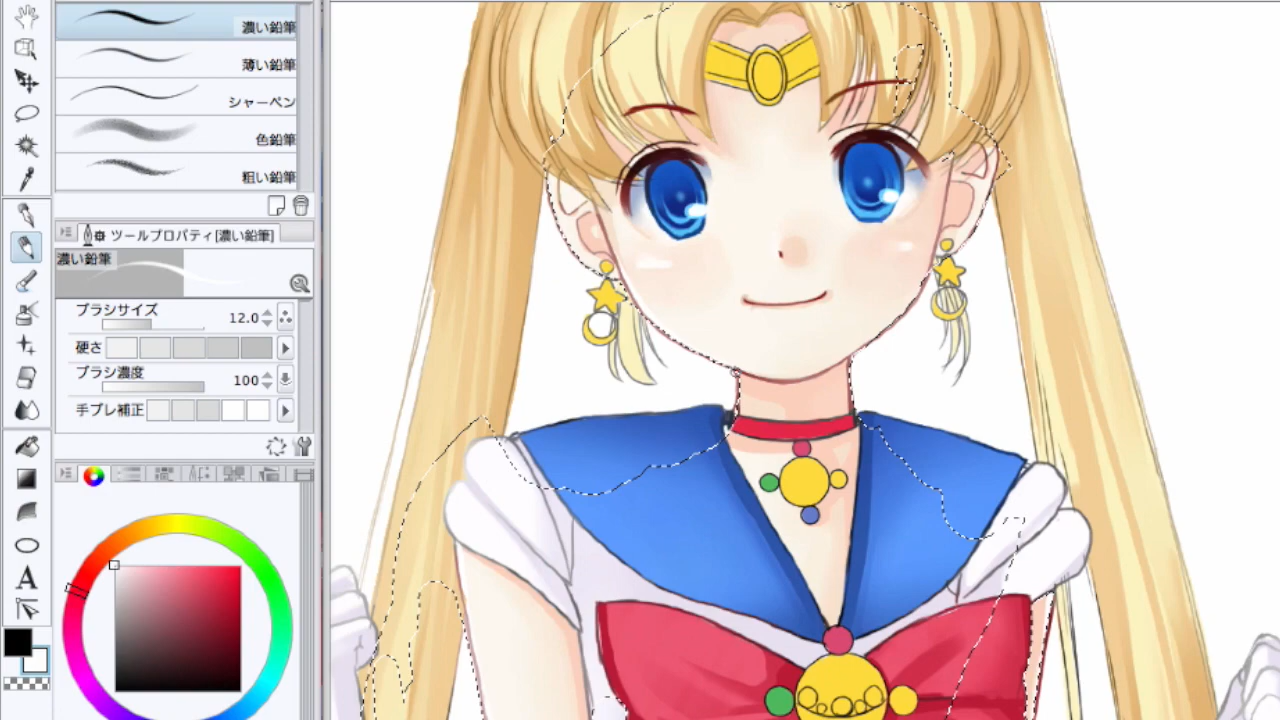 濃い鉛筆
薄い鉛筆
シャーペン
色鉛筆
粗い鉛筆
ツールプロパティ[濃い鉛筆]
濃い鉛筆
ブラシサイズ 12.0
硬さ
ブラシ濃度 100
手ブレ補正
A